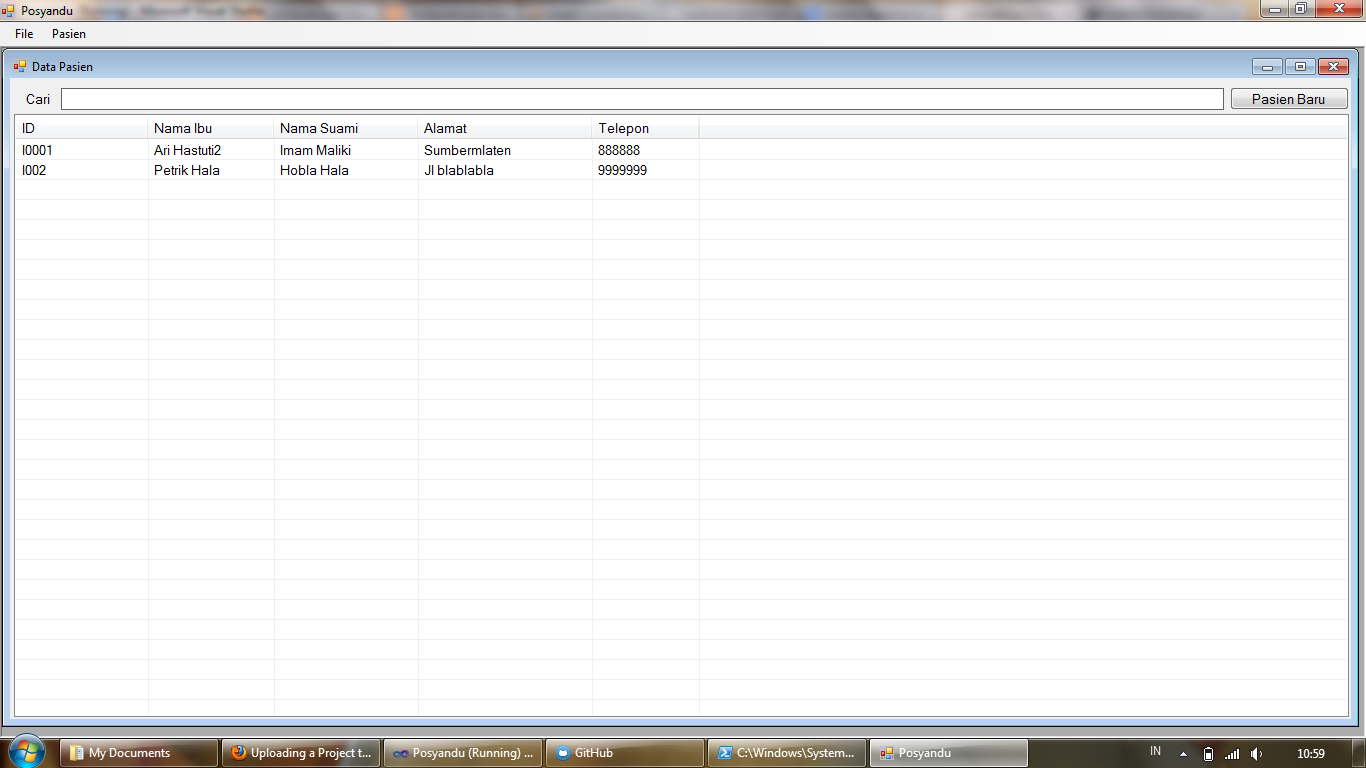 Posyandu
File Pasien
Data Pasien
Cari Pasien Baru
ID Nama Ibu Nama Suami Alamat Telepon
I0001 Ari Hastuti2 Imam Maliki Sumbermlaten 888888
I002 Petrik Hala Hobla Hala Jl blablabla 9999999
My Documents Uploading a Project t... Posyandu (Running) ... GitHub C:\Windows\System... Posyandu IN 10:59